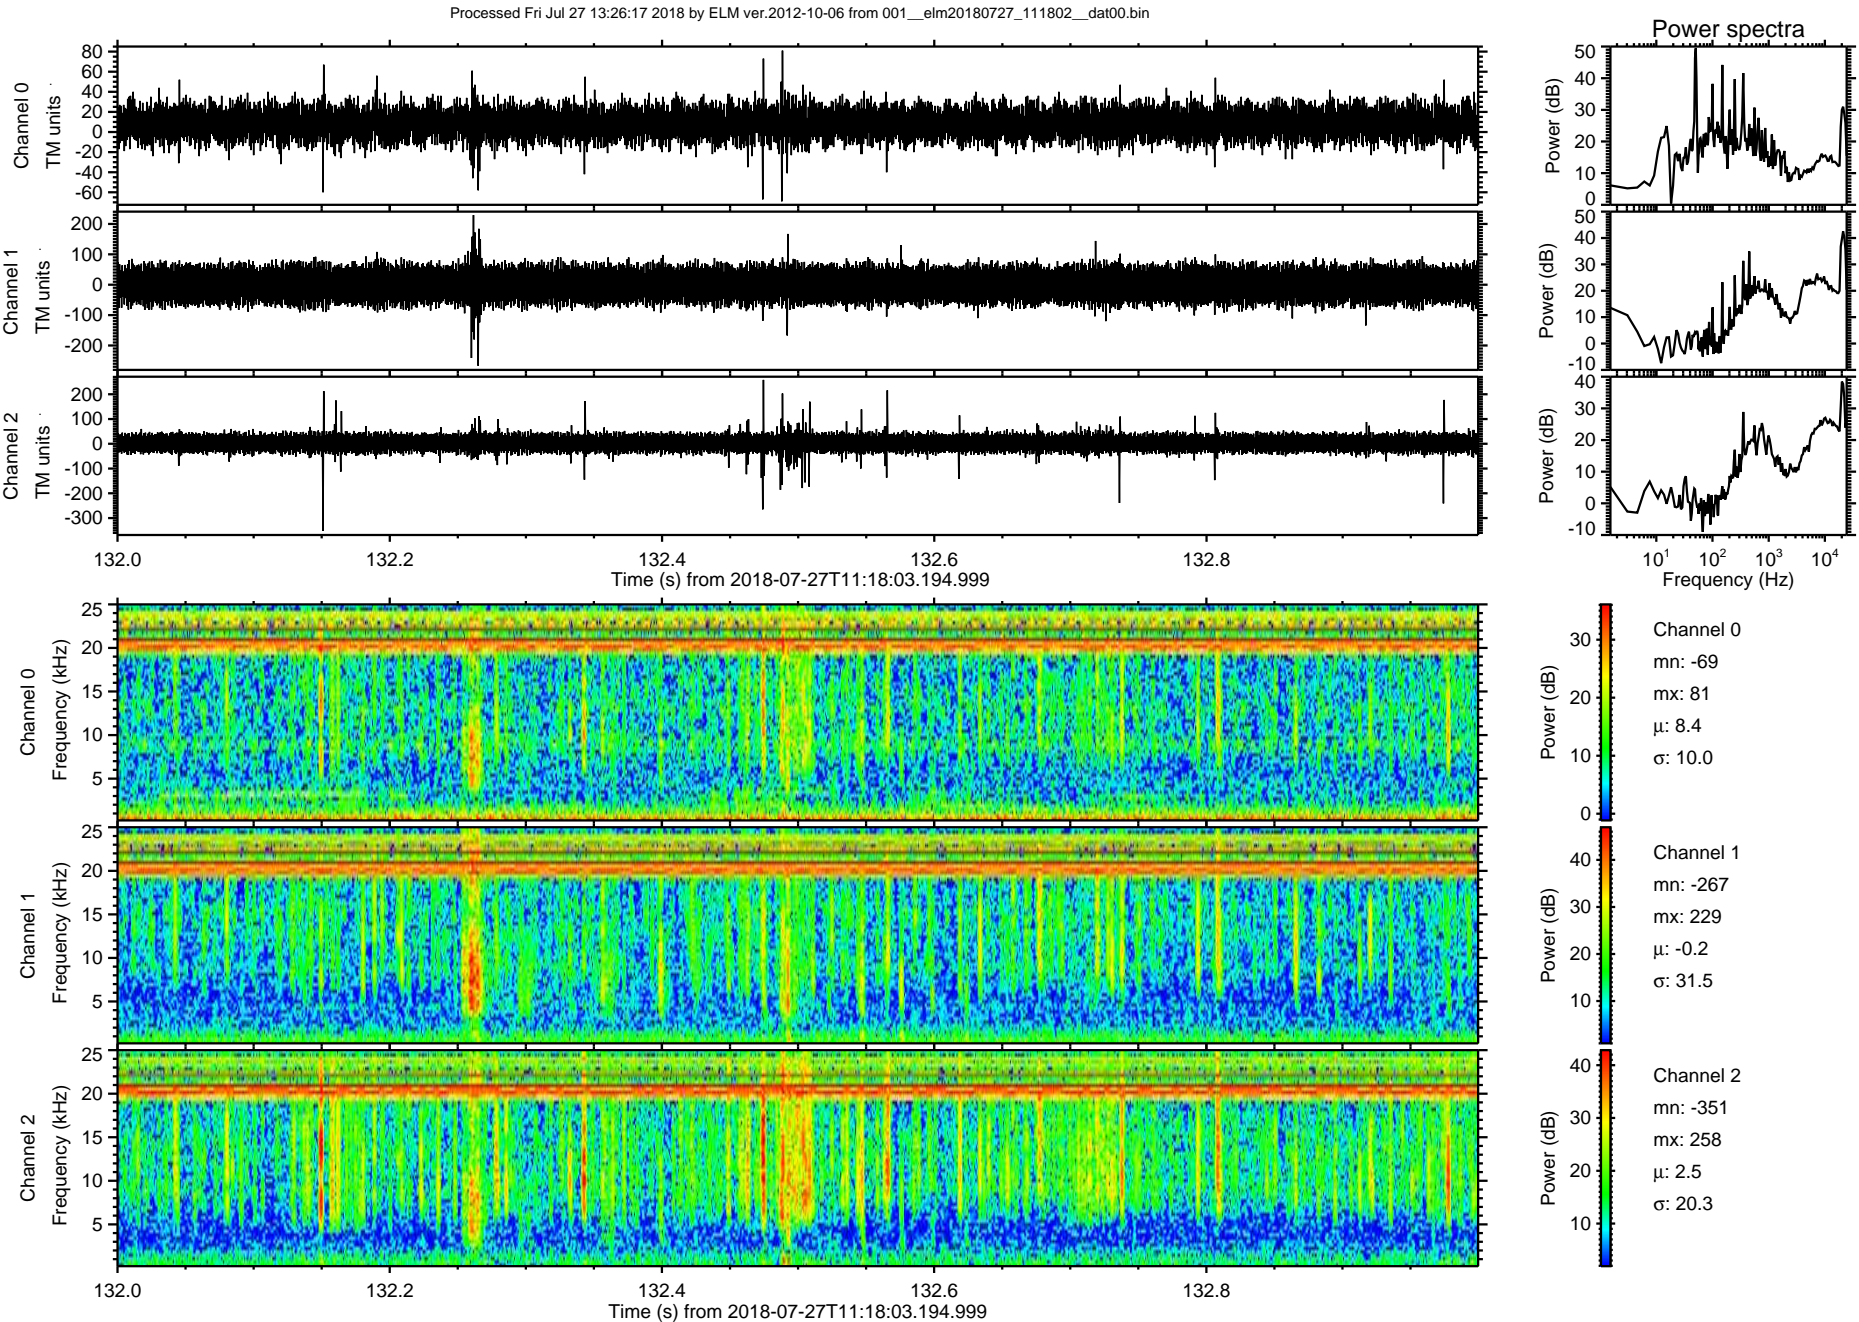 Processed Fri Jul 27 13:26:17 2018 by ELM ver.2012-10-06 from 001__elm20180727_111802__dat00.bin
Power spectra
Channel 0
TM units
80
60
40
20
0
-20
-40
-60
Power (dB)
50
40
30
20
10
0
Channel 1
TM units
200
100
0
-100
-200
Power (dB)
50
40
30
20
10
0
-10
Channel 2
TM units
200
100
0
-100
-200
-300
Power (dB)
40
30
20
10
0
-10
132.0 132.2 132.4 132.6 132.8
Time (s) from 2018-07-27T11:18:03.194.999
10^1 10^2 10^3 10^4
Frequency (Hz)
Channel 0
Frequency (kHz)
25
20
15
10
5
Power (dB)
30
20
10
0
Channel 0
mn: -69
mx: 81
μ: 8.4
σ: 10.0
Channel 1
Frequency (kHz)
25
20
15
10
5
Power (dB)
40
30
20
10
Channel 1
mn: -267
mx: 229
μ: -0.2
σ: 31.5
Channel 2
Frequency (kHz)
25
20
15
10
5
Power (dB)
40
30
20
10
Channel 2
mn: -351
mx: 258
μ: 2.5
σ: 20.3
132.0 132.2 132.4 132.6 132.8
Time (s) from 2018-07-27T11:18:03.194.999